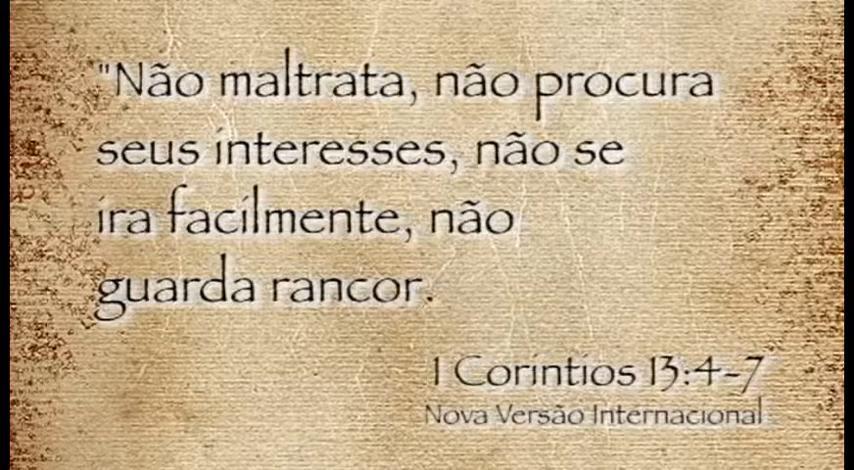 "Não maltrata, não procura
seus interesses, não se
ira facilmente, não
guarda rancor.
1 Coríntios 13:4-7
Nova Versão Internacional